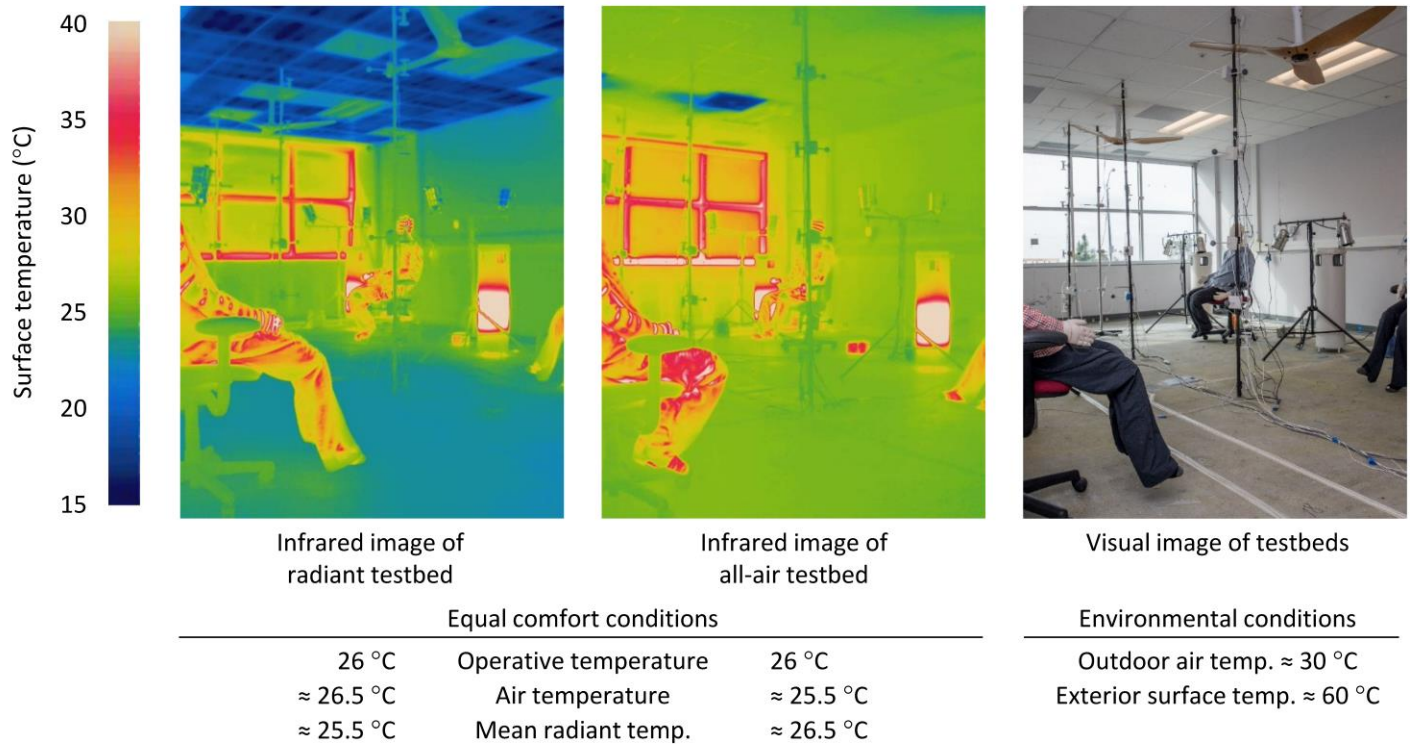 40
35
30
25
20
15
Surface temperature (°C)
Infrared image of
radiant testbed
Infrared image of
all-air testbed
Visual image of testbeds
Equal comfort conditions
26 °C Operative temperature 26 °C
≈ 26.5 °C Air temperature ≈ 25.5 °C
≈ 25.5 °C Mean radiant temp. ≈ 26.5 °C
Environmental conditions
Outdoor air temp. ≈ 30 °C
Exterior surface temp. ≈ 60 °C